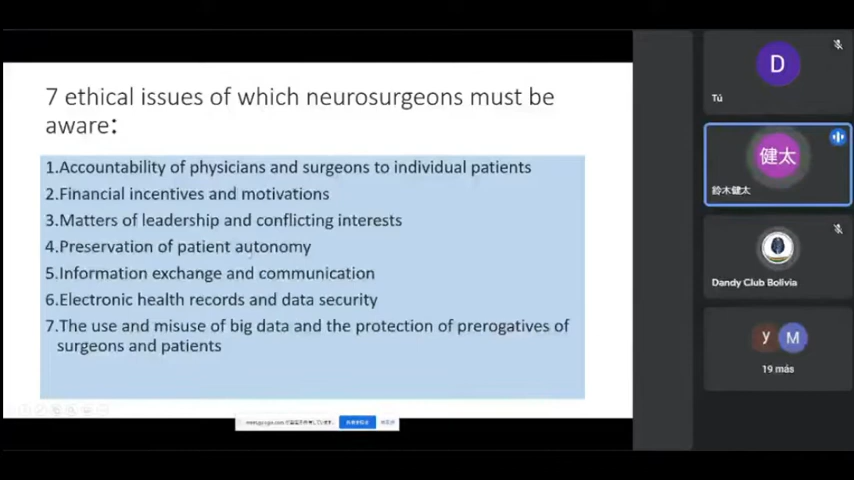 7 ethical issues of which neurosurgeons must be
aware:
1.Accountability of physicians and surgeons to individual patients
2.Financial incentives and motivations
3.Matters of leadership and conflicting interests
4.Preservation of patient autonomy
5.Information exchange and communication
6.Electronic health records and data security
7.The use and misuse of big data and the protection of prerogatives of
surgeons and patients
D
Tú
健太
鈴木健太
Dandy Club Bolivia
y M
19 más